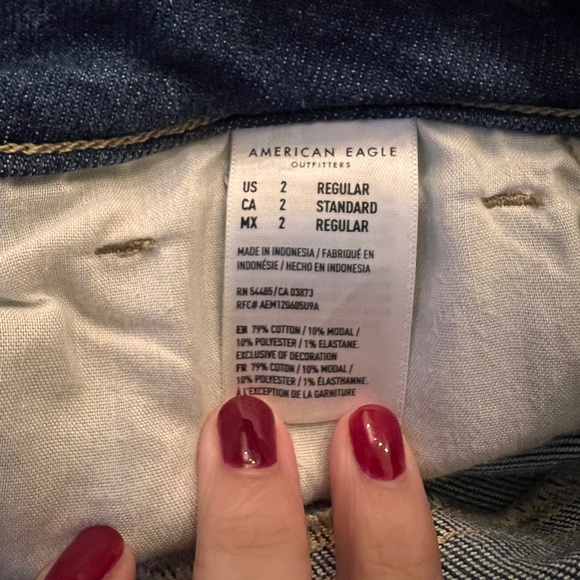 AMERICAN EAGLE
OUTFITTERS
US 2 REGULAR
CA 2 STANDARD
MX 2 REGULAR
MADE IN INDONESIA / FABRIQUÉ EN
INDONÉSIE / HECHO EN INDONESIA
RN 54485/CA 03873
RFC# AEM120605U9A
EN 79% COTTON / 10% MODAL /
10% POLYESTER / 1% ELASTANE.
EXCLUSIVE OF DECORATION
FR 79% COTON / 10% MODAL /
10% POLYESTER / 1% ÉLASTHANNE.
À L'EXCEPTION DE LA GARNITURE